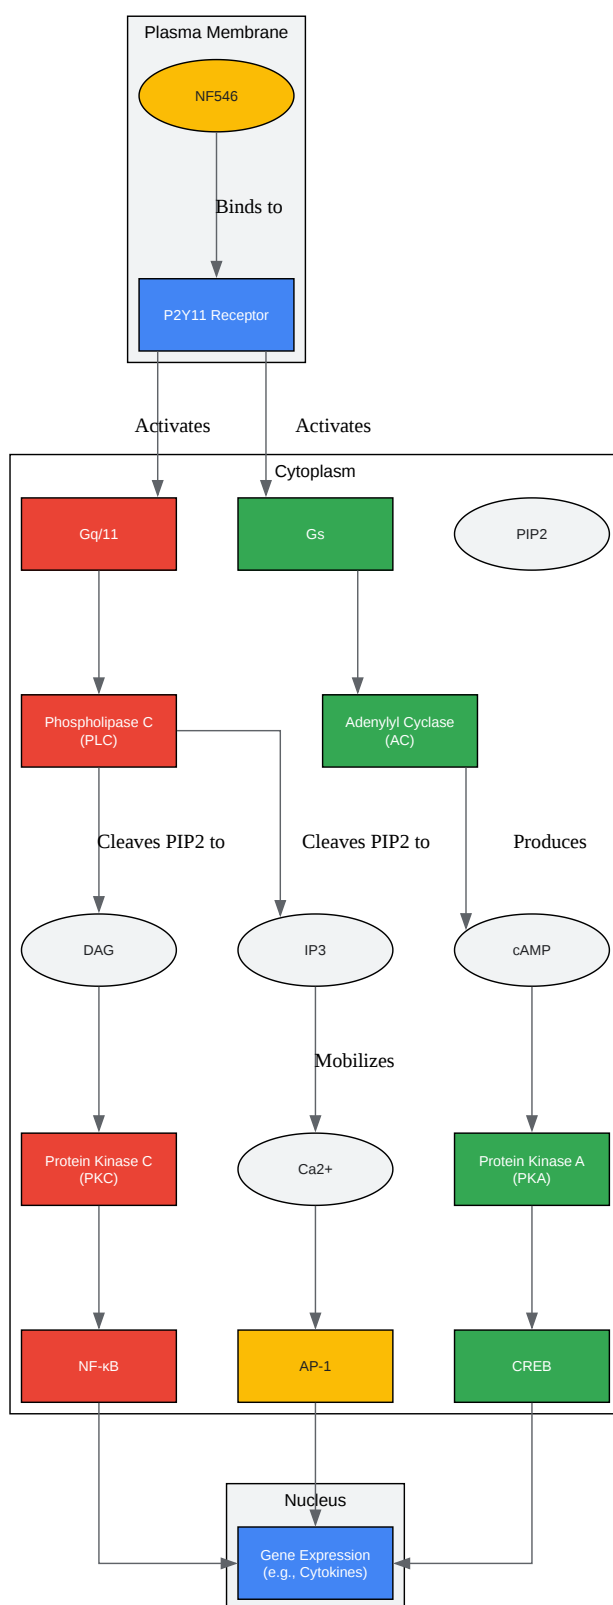 Plasma Membrane
NF546
Binds to
P2Y11 Receptor
Activates
Activates
Cytoplasm
Gq/11
Gs
PIP2
Phospholipase C
(PLC)
Adenylyl Cyclase
(AC)
Cleaves PIP2 to
Cleaves PIP2 to
Produces
DAG
IP3
cAMP
Mobilizes
Protein Kinase C
(PKC)
Ca2+
Protein Kinase A
(PKA)
NF-κB
AP-1
CREB
Nucleus
Gene Expression
(e.g., Cytokines)